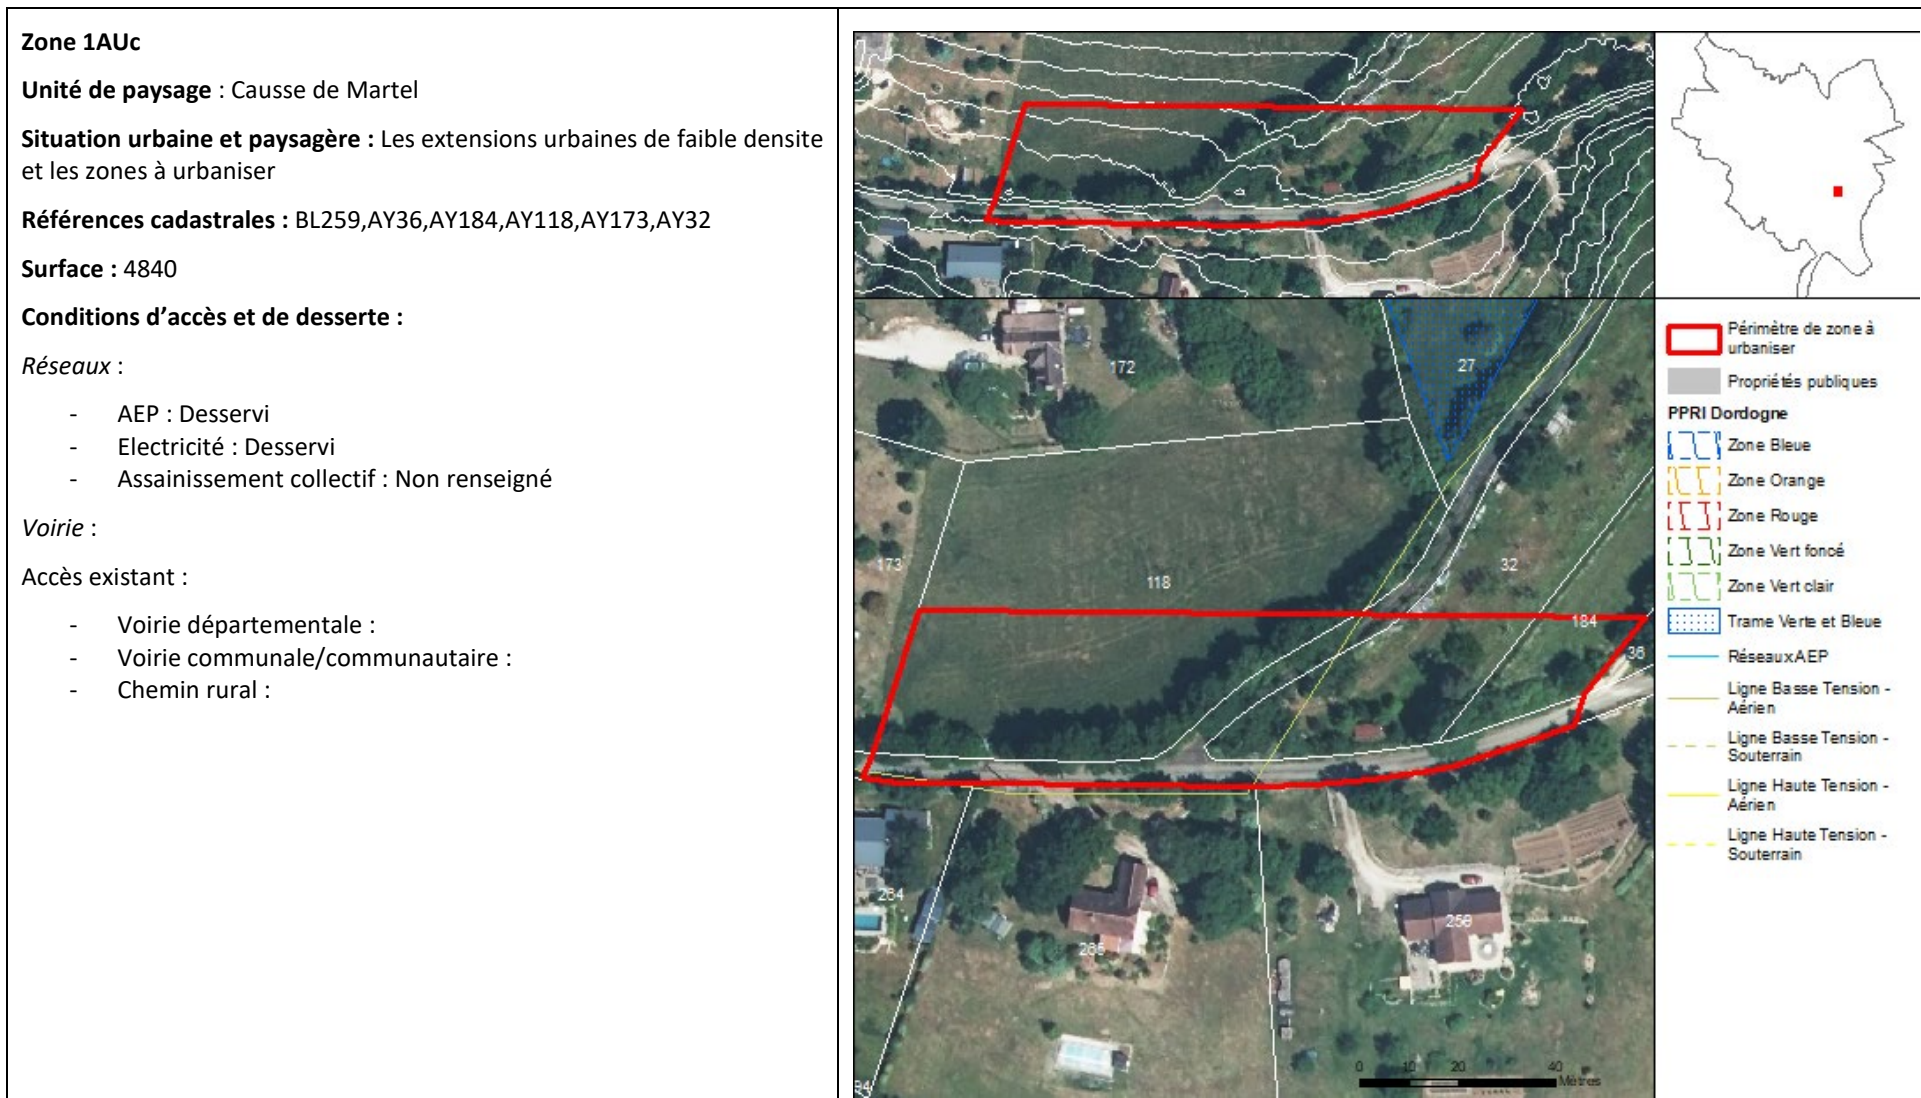 Zone 1AUc
Unité de paysage : Causse de Martel
Situation urbaine et paysagère : Les extensions urbaines de faible densite
et les zones à urbaniser
Références cadastrales : BL259,AY36,AY184,AY118,AY173,AY32
Surface : 4840
Conditions d'accès et de desserte :
Réseaux :
- AEP : Desservi
- Electricité : Desservi
- Assainissement collectif : Non renseigné
Voirie :
Accès existant :
- Voirie départementale :
- Voirie communale/communautaire :
- Chemin rural :
172
27
173
118
32
184
36
264
265
259
94
0 10 20 40
Mètres
Périmètre de zone à
urbaniser
Propriétés publiques
PPRI Dordogne
Zone Bleue
Zone Orange
Zone Rouge
Zone Vert foncé
Zone Vert clair
Trame Verte et Bleue
Réseaux AEP
Ligne Basse Tension -
Aérien
Ligne Basse Tension -
Souterrain
Ligne Haute Tension -
Aérien
Ligne Haute Tension -
Souterrain